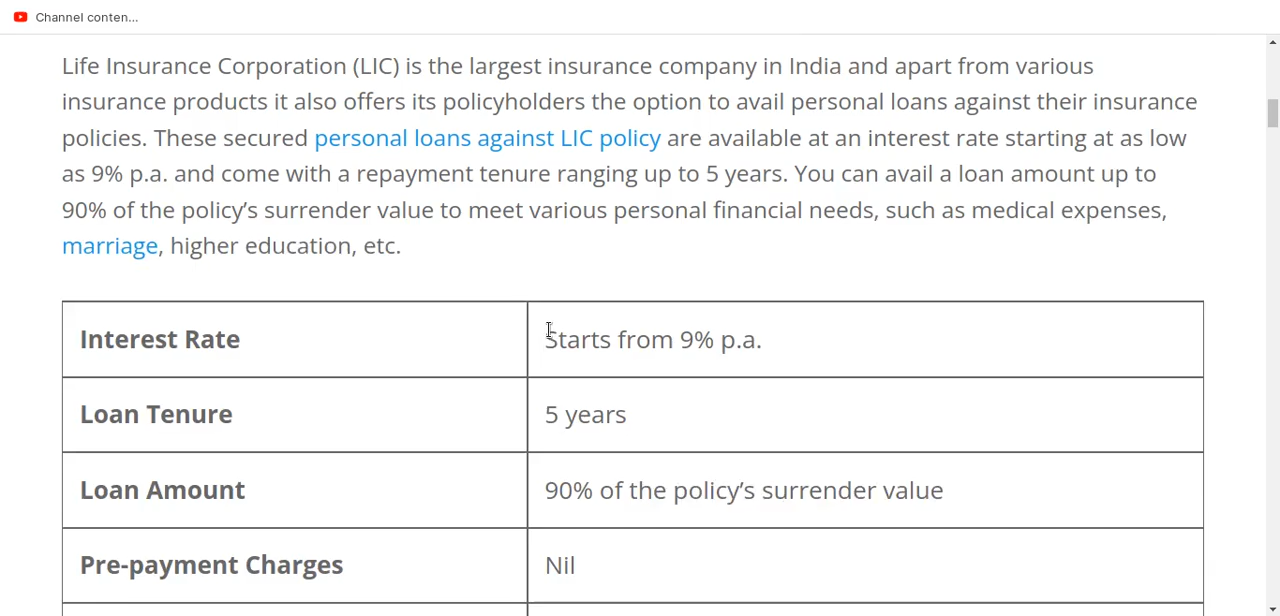 Channel conten...
Life Insurance Corporation (LIC) is the largest insurance company in India and apart from various
insurance products it also offers its policyholders the option to avail personal loans against their insurance
policies. These secured personal loans against LIC policy are available at an interest rate starting at as low
as 9% p.a. and come with a repayment tenure ranging up to 5 years. You can avail a loan amount up to
90% of the policy’s surrender value to meet various personal financial needs, such as medical expenses,
marriage, higher education, etc.
Interest Rate
Starts from 9% p.a.
Loan Tenure
5 years
Loan Amount
90% of the policy’s surrender value
Pre-payment Charges
Nil